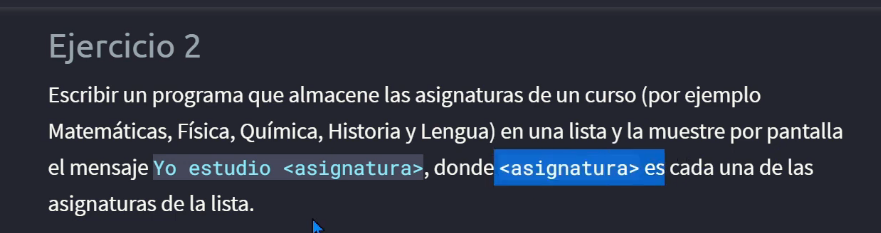 Ejercicio 2
Escribir un programa que almacene las asignaturas de un curso (por ejemplo
Matemáticas, Física, Química, Historia y Lengua) en una lista y la muestre por pantalla
el mensaje Yo estudio <asignatura>, donde <asignatura> es cada una de las
asignaturas de la lista.